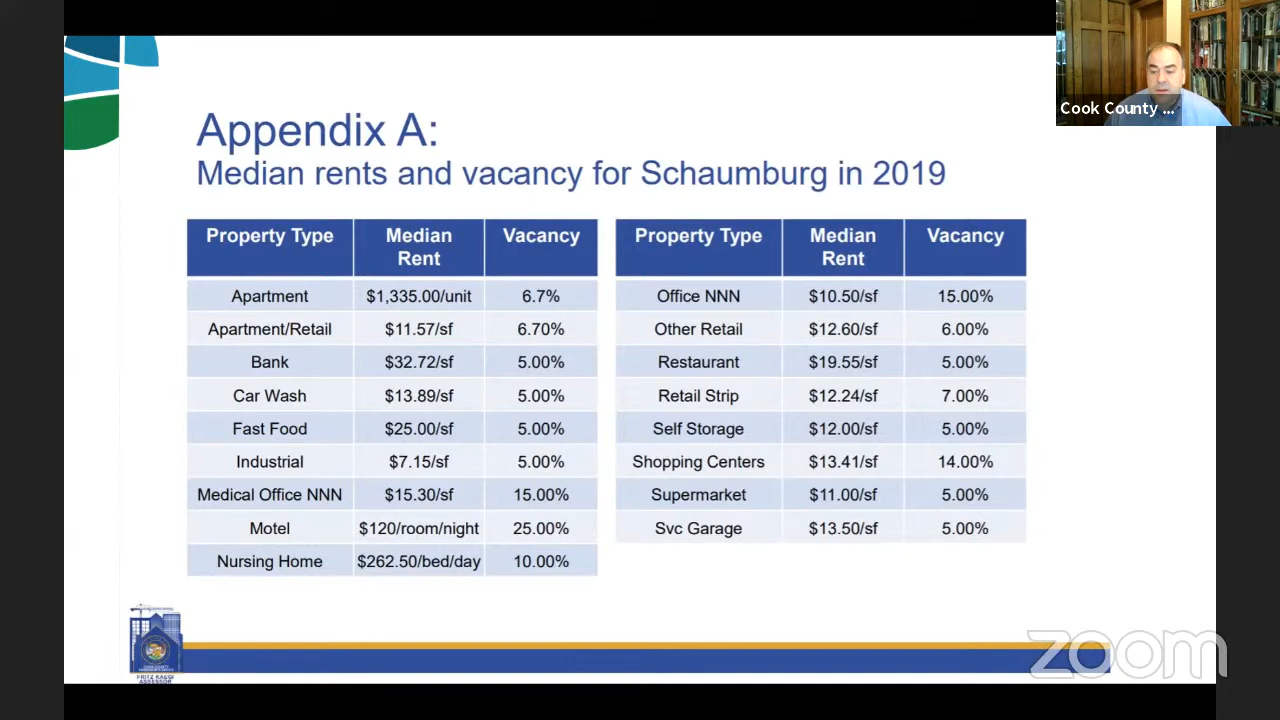 Cook County ...
Appendix A:
Median rents and vacancy for Schaumburg in 2019
Property Type Median Rent Vacancy
Apartment $1,335.00/unit 6.7%
Apartment/Retail $11.57/sf 6.70%
Bank $32.72/sf 5.00%
Car Wash $13.89/sf 5.00%
Fast Food $25.00/sf 5.00%
Industrial $7.15/sf 5.00%
Medical Office NNN $15.30/sf 15.00%
Motel $120/room/night 25.00%
Nursing Home $262.50/bed/day 10.00%
Property Type Median Rent Vacancy
Office NNN $10.50/sf 15.00%
Other Retail $12.60/sf 6.00%
Restaurant $19.55/sf 5.00%
Retail Strip $12.24/sf 7.00%
Self Storage $12.00/sf 5.00%
Shopping Centers $13.41/sf 14.00%
Supermarket $11.00/sf 5.00%
Svc Garage $13.50/sf 5.00%
FRITZ KAEGI
ASSESSOR
zoom